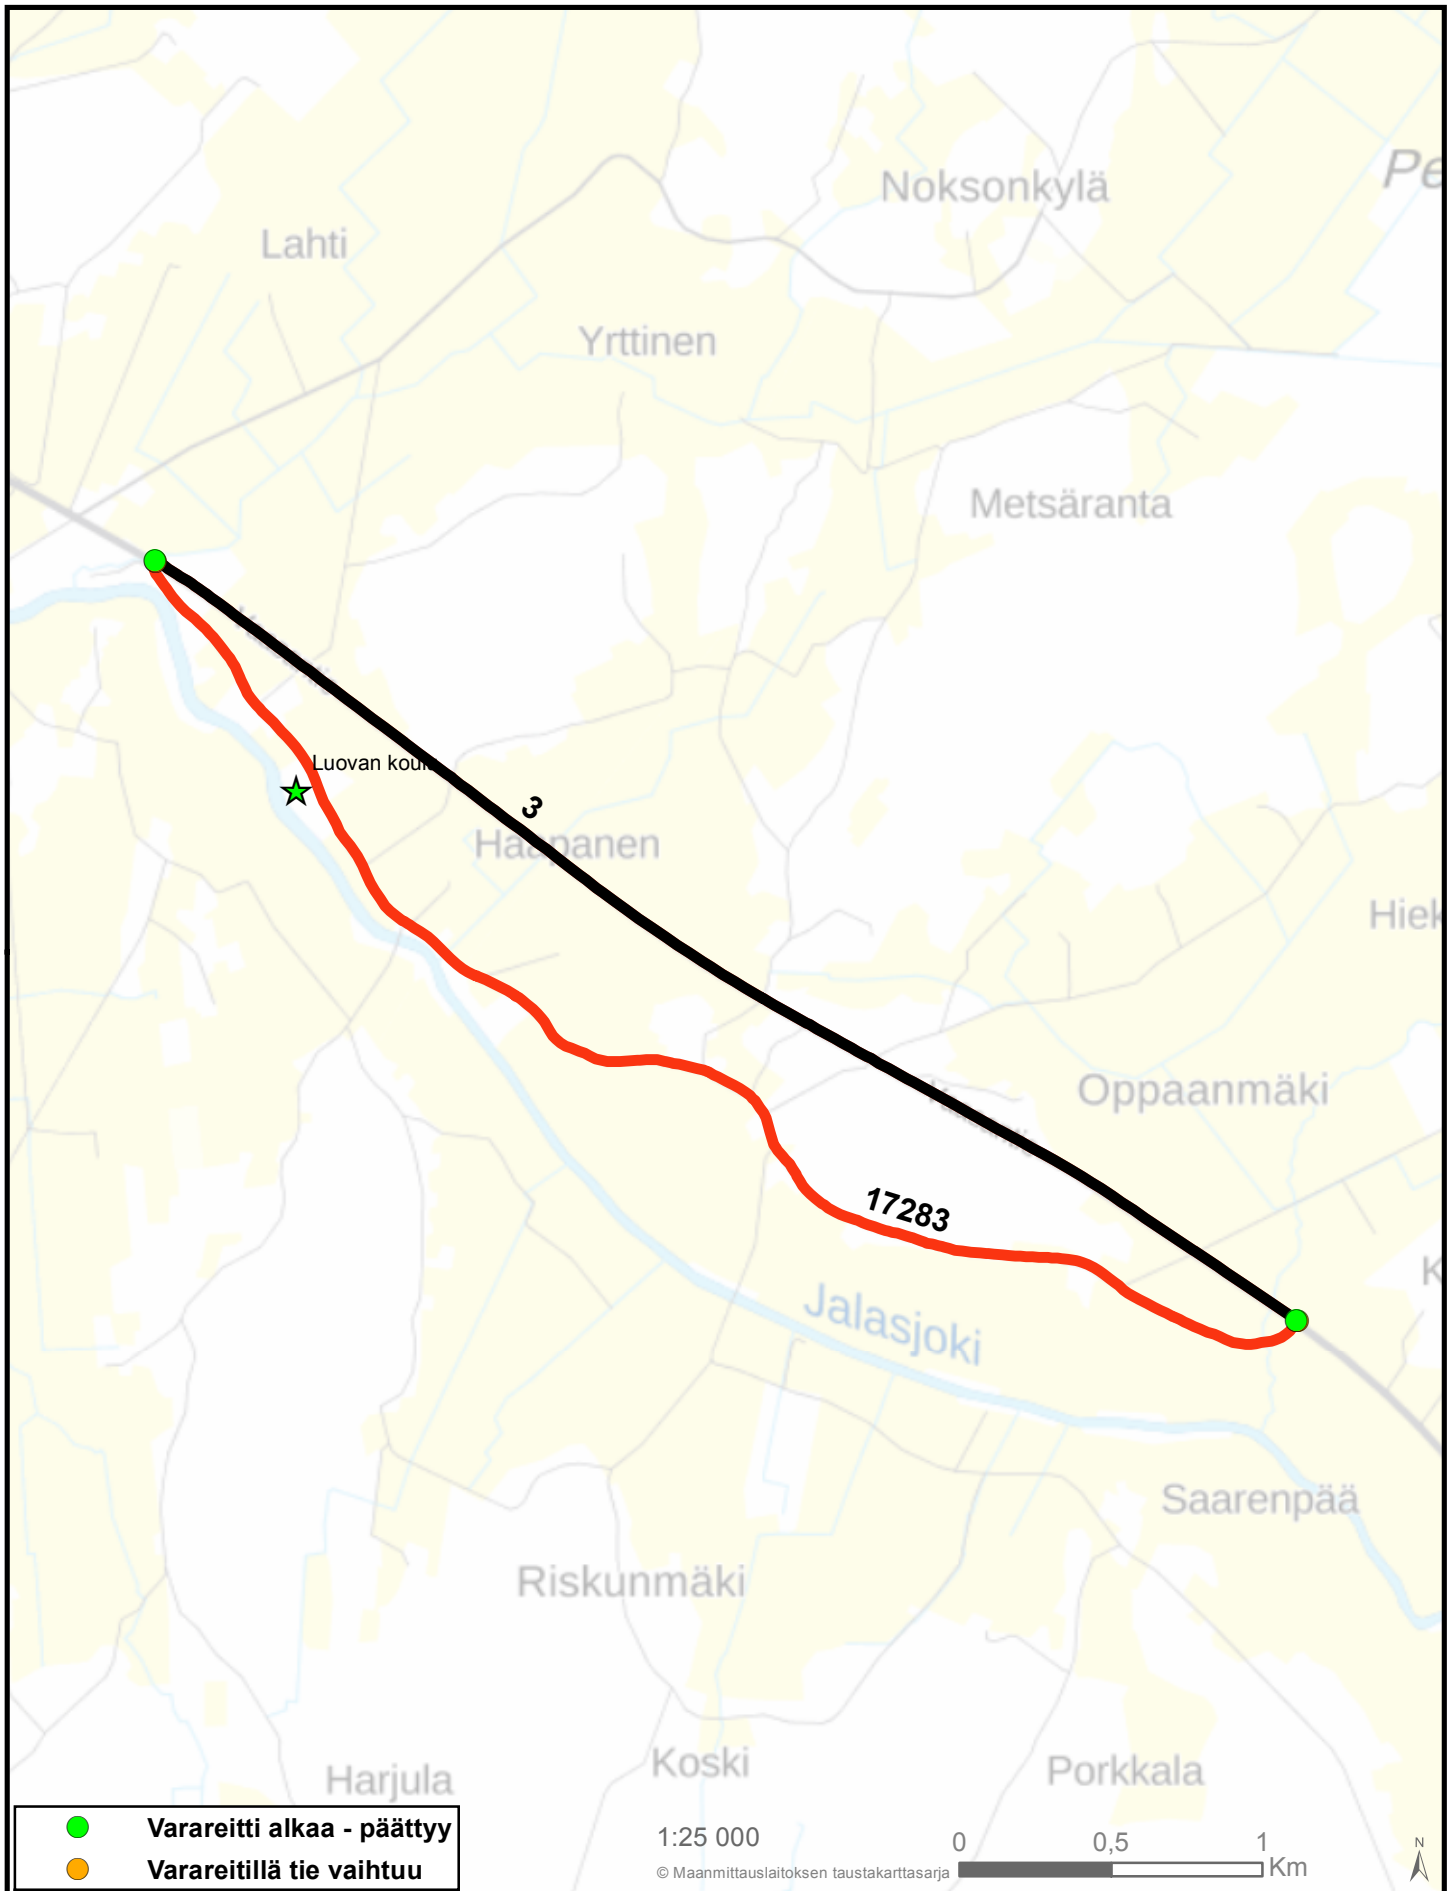 Pe
Noksonkylä
Lahti
Yrttinen
Metsäranta
Luovan koulu
3
Haapanen
Hiek
Oppaanmäki
17283
K
Jalasjoki
Saarenpää
Riskunmäki
Koski
Porkkala
Harjula
Varareitti alkaa - päättyy
Varareitillä tie vaihtuu
1:25 000
0 0,5 1
Km
© Maanmittauslaitoksen taustakarttasarja
N